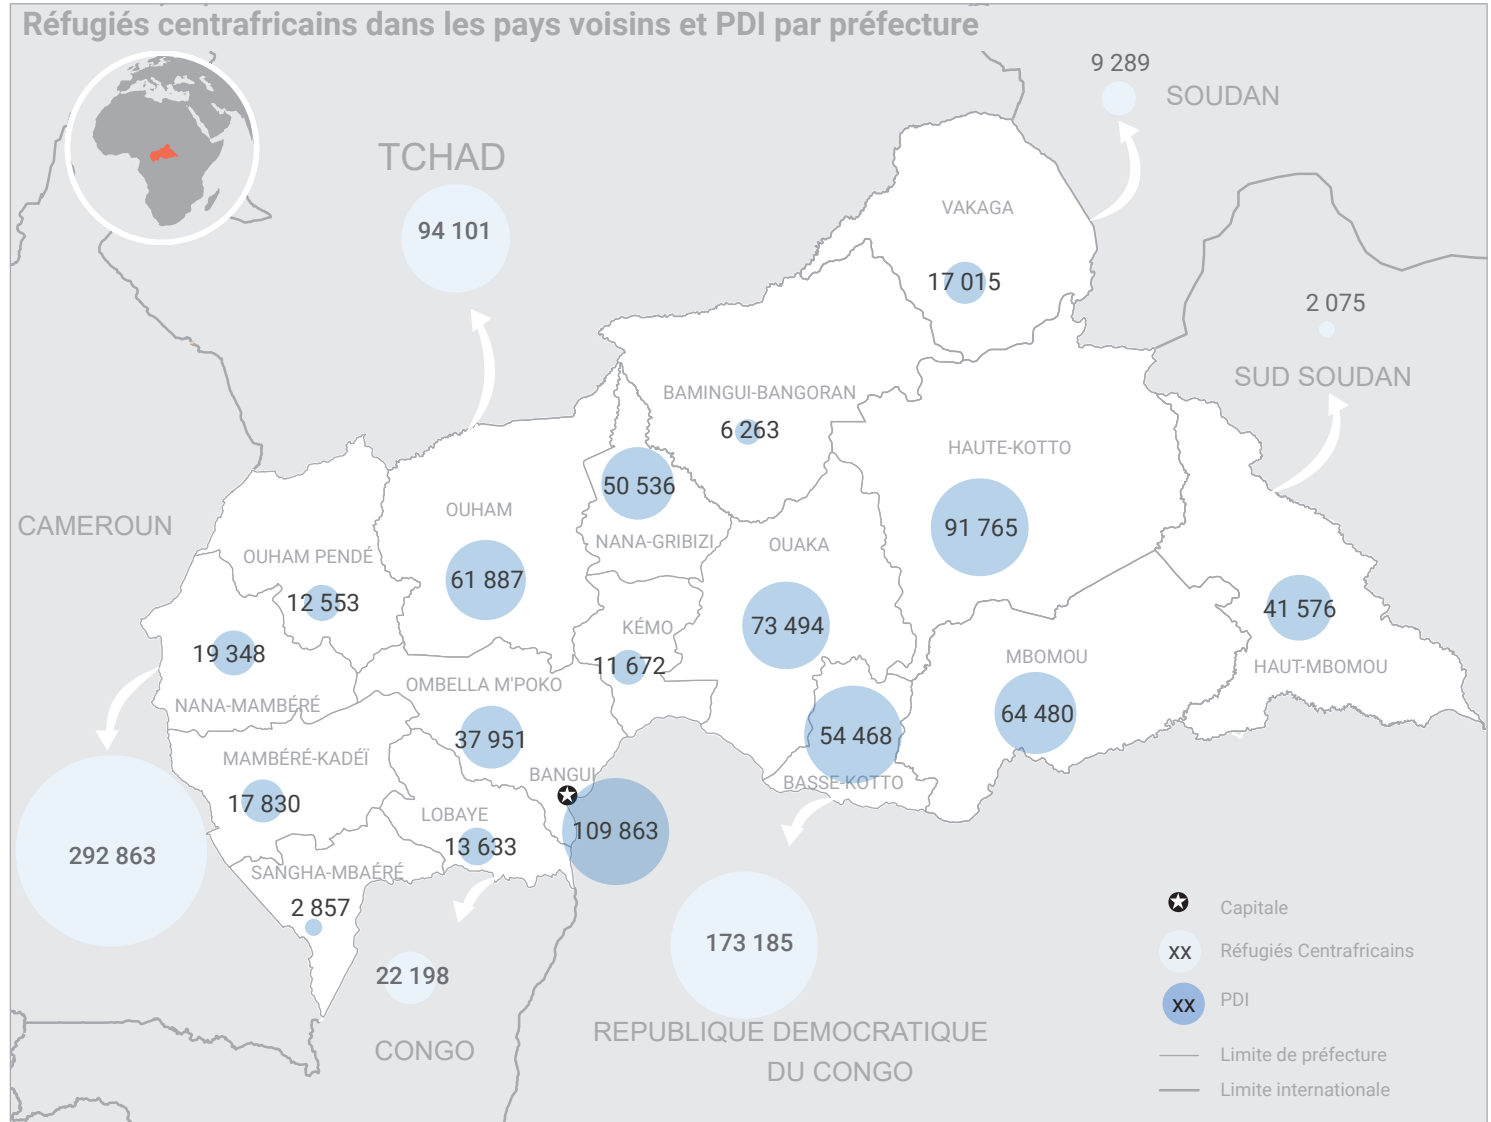 Réfugiés centrafricains dans les pays voisins et PDI par préfecture
9 289
SOUDAN
TCHAD
94 101
VAKAGA
17 015
2 075
SUD SOUDAN
BAMINGUI-BANGORAN
6 263
HAUTE-KOTTO
91 765
50 536
NANA-GRIBIZI
OUHAM
61 887
CAMEROUN
OUHAM PENDÉ
12 553
OUAKA
73 494
KÉMO
11 672
41 576
HAUT-MBOMOU
19 348
NANA-MAMBÉRÉ
OMBELLA M'POKO
37 951
MBOMOU
64 480
54 468
BASSE-KOTTO
MAMBÉRÉ-KADEÏ
17 830
BANGUI
109 863
LOBAYE
13 633
292 863
SANGHA-MBAÉRÉ
2 857
22 198
CONGO
173 185
REPUBLIQUE DEMOCRATIQUE
DU CONGO
Capitale
xx Réfugiés Centrafricains
xx PDI
Limite de préfecture
Limite internationale